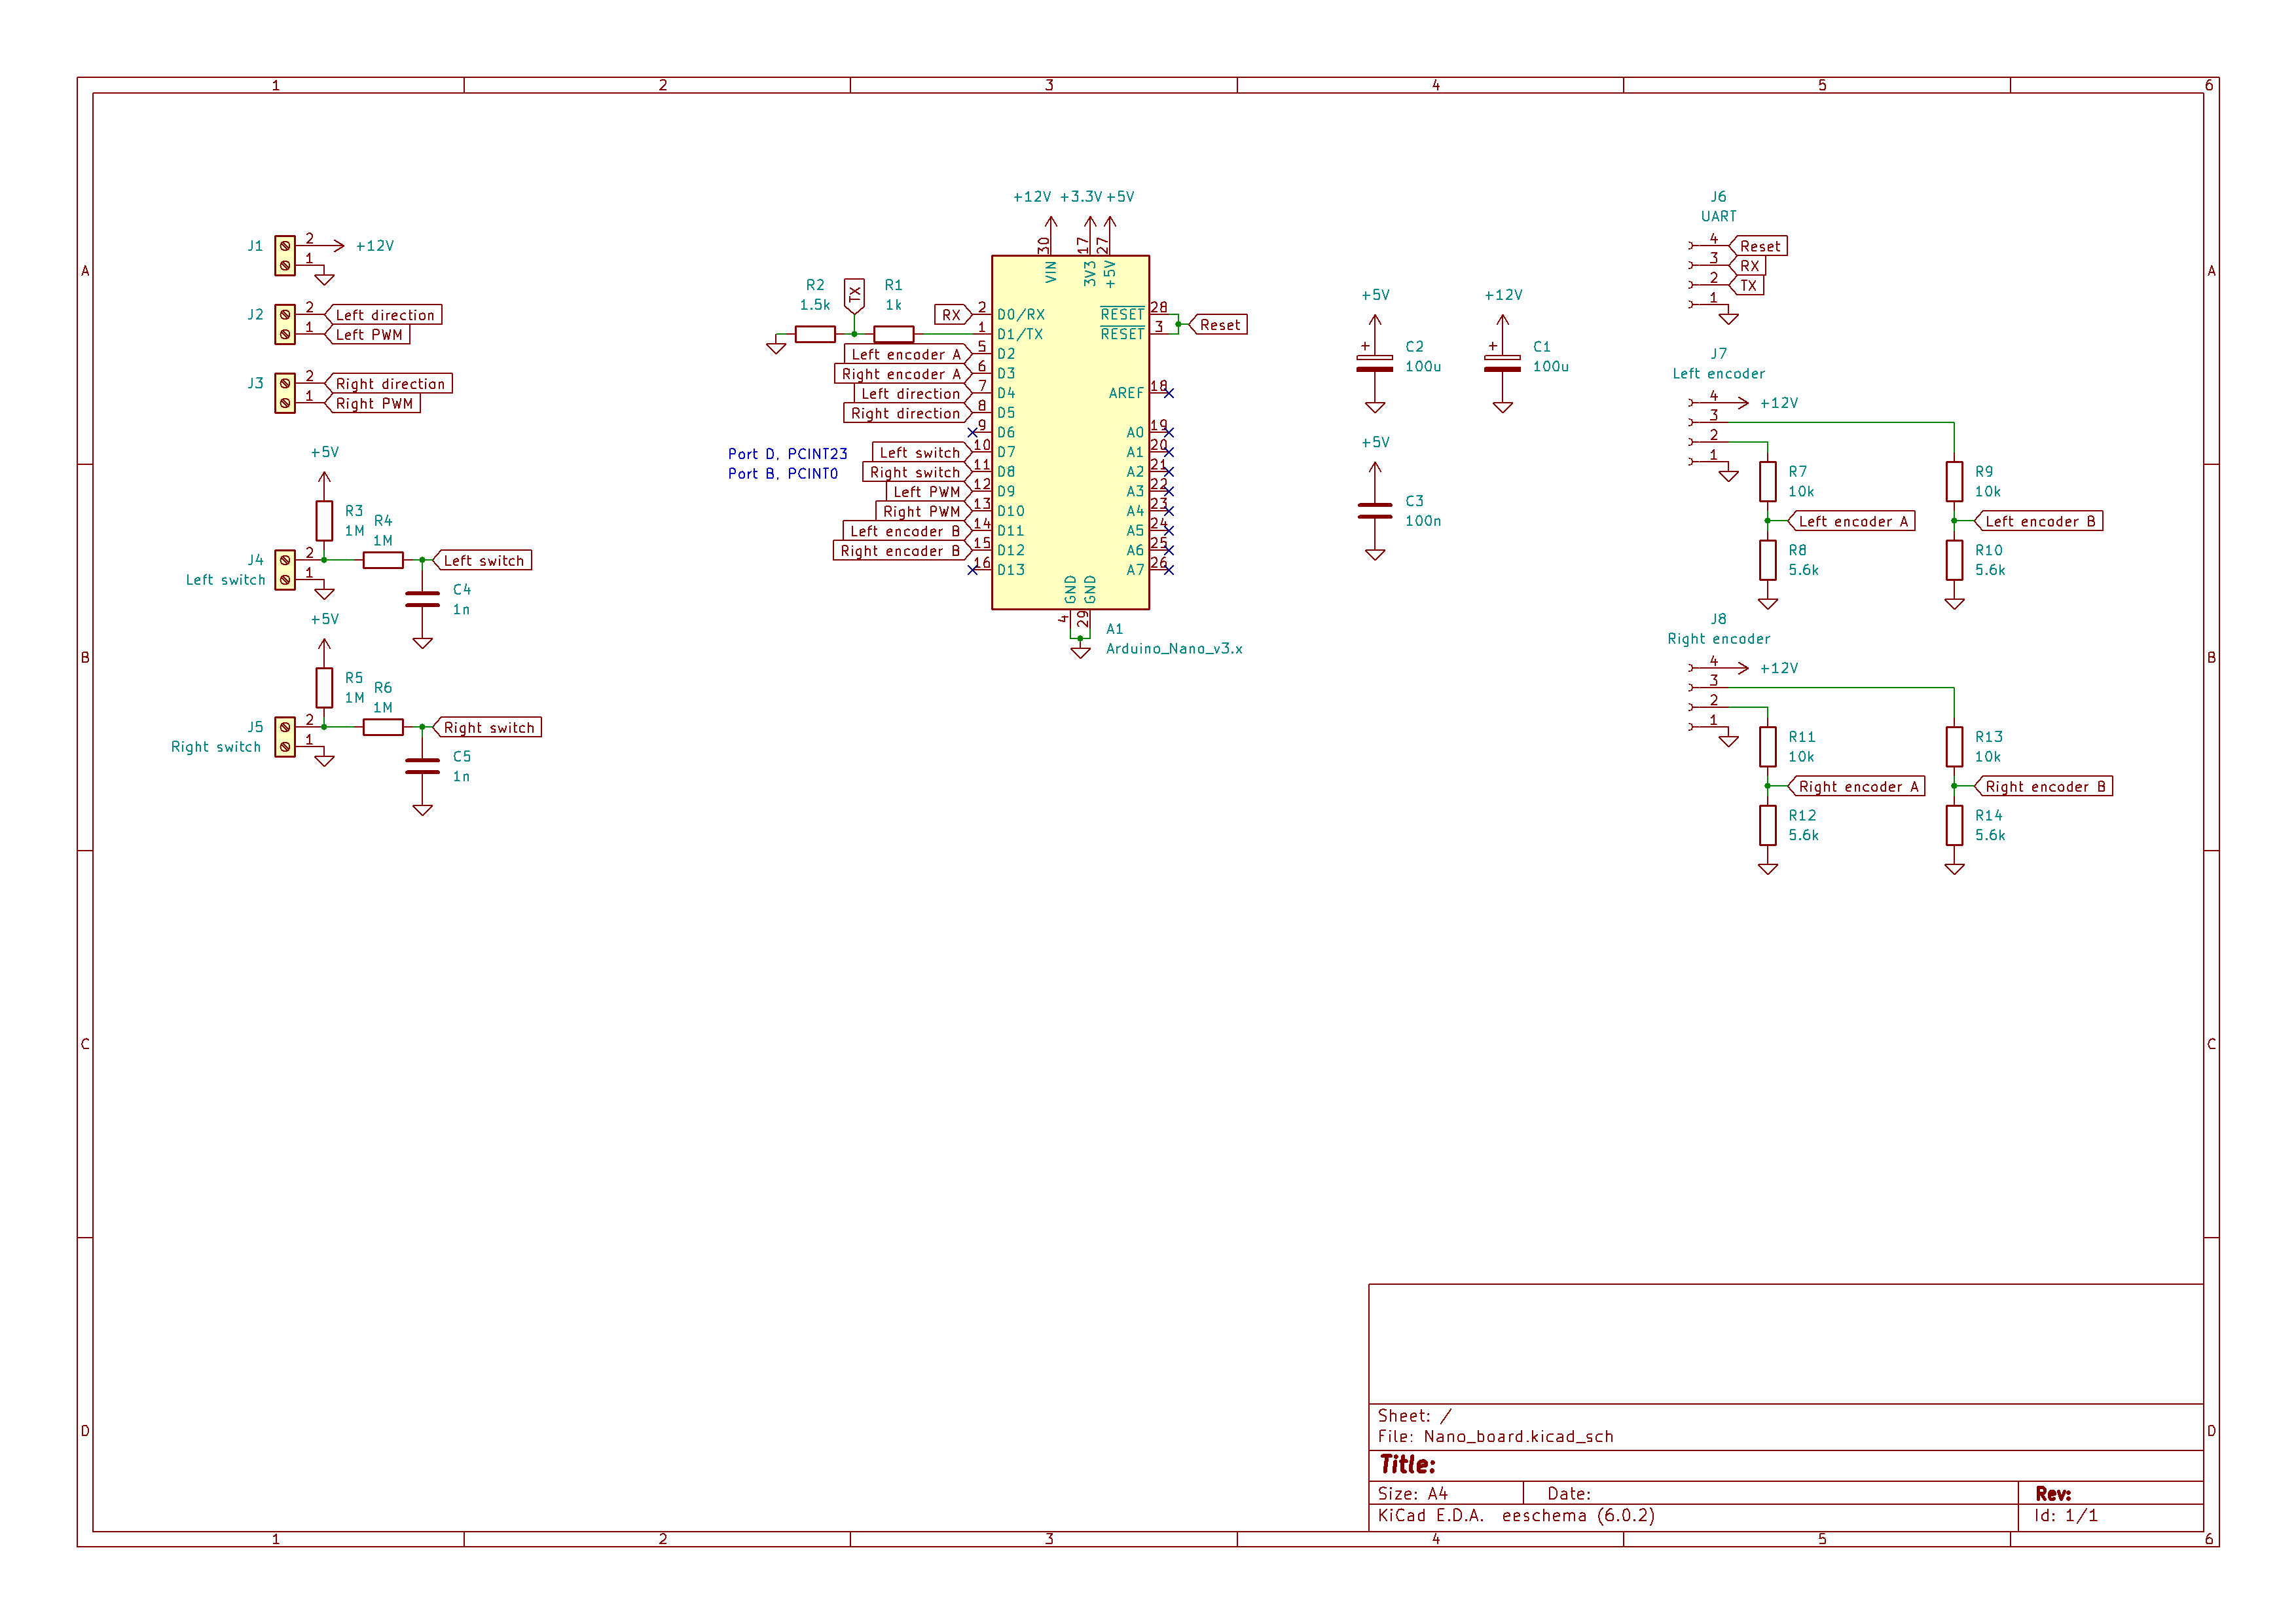 1 2 3 4 5 6
A
B
C
D
J1
2
1
+12V
J2
2
1
Left direction
Left PWM
J3
2
1
Right direction
Right PWM
+5V
R3
1M
R4
1M
J4
Left switch
2
1
Left switch
C4
1n
+5V
R5
1M
R6
1M
J5
Right switch
2
1
Right switch
C5
1n
+12V +3.3V +5V
30 17 27
VIN 3V3 +5V
R2
1.5k
TX
R1
1k
RX 2 D0/RX
1 D1/TX
Left encoder A 5 D2
Right encoder A 6 D3
Left direction 7 D4
Right direction 8 D5
9 D6
Left switch 10 D7
Right switch 11 D8
Left PWM 12 D9
Right PWM 13 D10
Left encoder B 14 D11
Right encoder B 15 D12
16 D13
Port D, PCINT23
Port B, PCINT0
RESET 28
RESET 3
Reset
AREF 18
A0 19
A1 20
A2 21
A3 22
A4 23
A5 24
A6 25
A7 26
GND GND
4 29
A1
Arduino_Nano_v3.x
+5V
+
C2
100u
+12V
+
C1
100u
+5V
C3
100n
J6
UART
4 Reset
3 RX
2 TX
1
J7
Left encoder
4 +12V
3
2
1
R7
10k
Left encoder A
R8
5.6k
R9
10k
Left encoder B
R10
5.6k
J8
Right encoder
4 +12V
3
2
1
R11
10k
Right encoder A
R12
5.6k
R13
10k
Right encoder B
R14
5.6k
A
B
C
D
Sheet: /
File: Nano_board.kicad_sch
Title:
Size: A4 Date: Rev:
KiCad E.D.A. eeschema (6.0.2) Id: 1/1
1 2 3 4 5 6